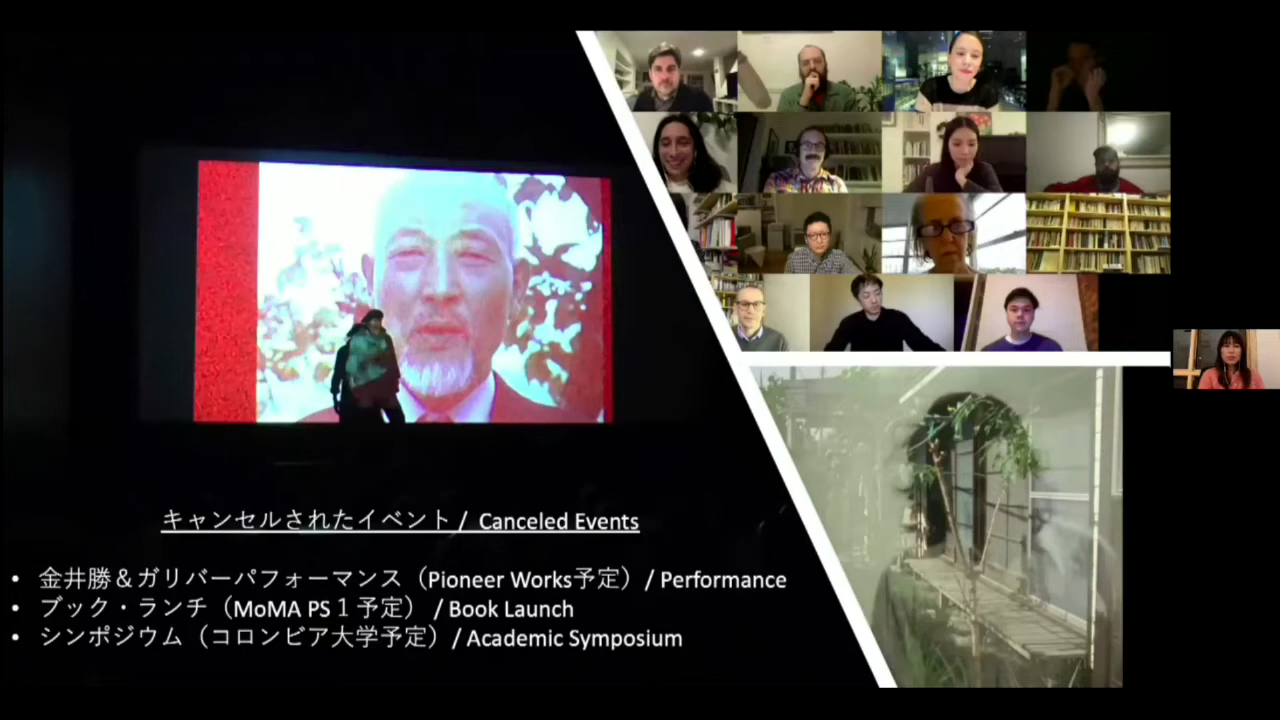 キャンセルされたイベント / Canceled Events
• 金井勝＆ガリバーパフォーマンス（Pioneer Works予定）/ Performance
• ブック・ランチ（MoMA PS１予定） / Book Launch
• シンポジウム（コロンビア大学予定）/ Academic Symposium